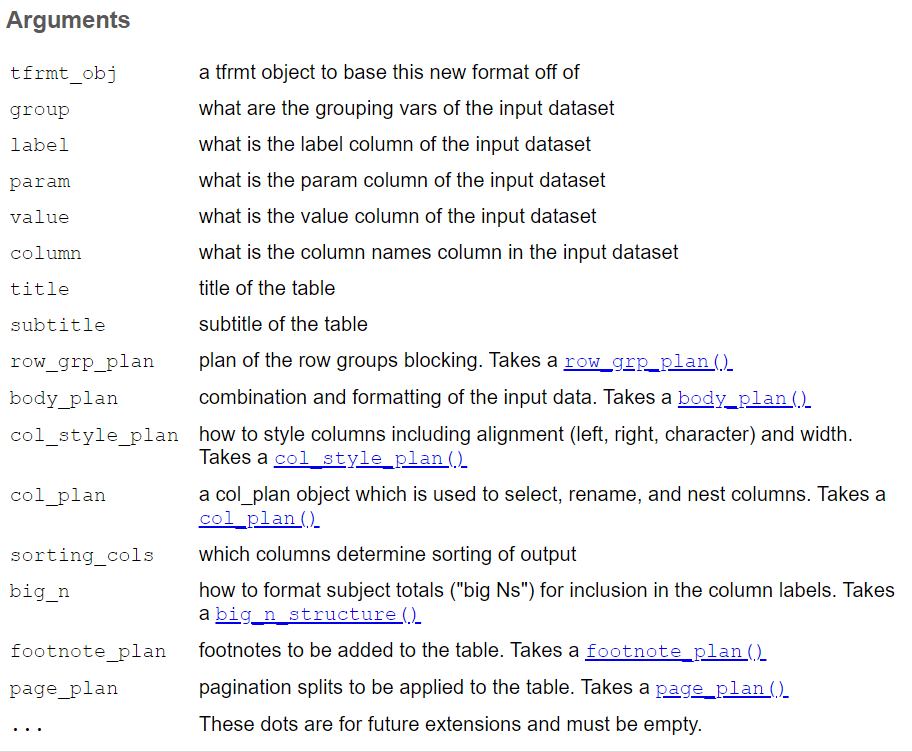 Arguments
tfrmt_obj a tfrmt object to base this new format off of
group what are the grouping vars of the input dataset
label what is the label column of the input dataset
param what is the param column of the input dataset
value what is the value column of the input dataset
column what is the column names column in the input dataset
title title of the table
subtitle subtitle of the table
row_grp_plan plan of the row groups blocking. Takes a row_grp_plan()
body_plan combination and formatting of the input data. Takes a body_plan()
col_style_plan how to style columns including alignment (left, right, character) and width.
Takes a col_style_plan()
col_plan a col_plan object which is used to select, rename, and nest columns. Takes a
col_plan()
sorting_cols which columns determine sorting of output
big_n how to format subject totals ("big Ns") for inclusion in the column labels. Takes
a big_n_structure()
footnote_plan footnotes to be added to the table. Takes a footnote_plan()
page_plan pagination splits to be applied to the table. Takes a page_plan()
... These dots are for future extensions and must be empty.